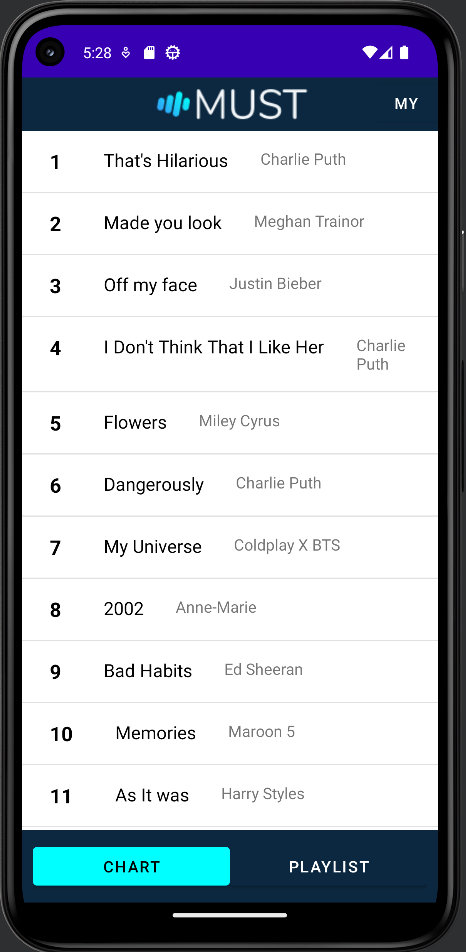 5:28
MUST MY
1 That's Hilarious Charlie Puth
2 Made you look Meghan Trainor
3 Off my face Justin Bieber
4 I Don't Think That I Like Her Charlie
Puth
5 Flowers Miley Cyrus
6 Dangerously Charlie Puth
7 My Universe Coldplay X BTS
8 2002 Anne-Marie
9 Bad Habits Ed Sheeran
10 Memories Maroon 5
11 As It was Harry Styles
CHART PLAYLIST